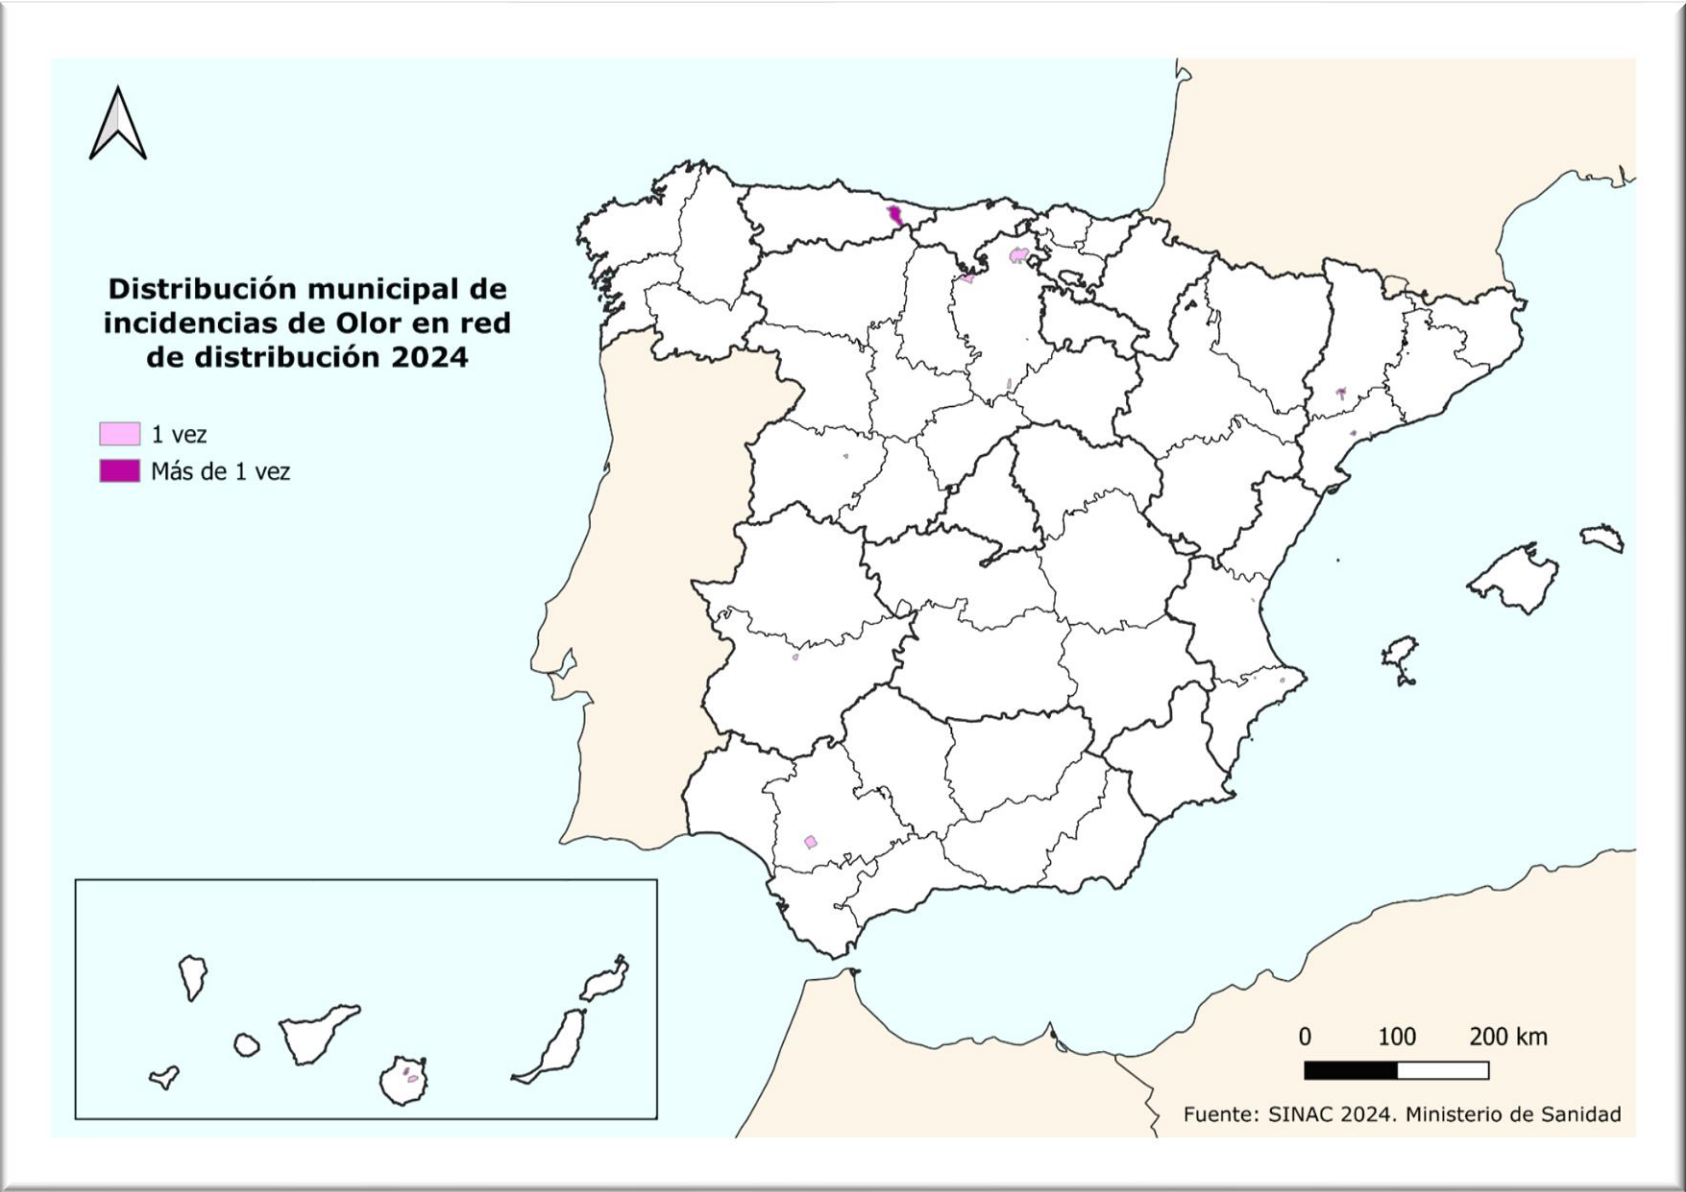 Distribución municipal de
incidencias de Olor en red
de distribución 2024
1 vez
Más de 1 vez
0 100 200 km
Fuente: SINAC 2024. Ministerio de Sanidad